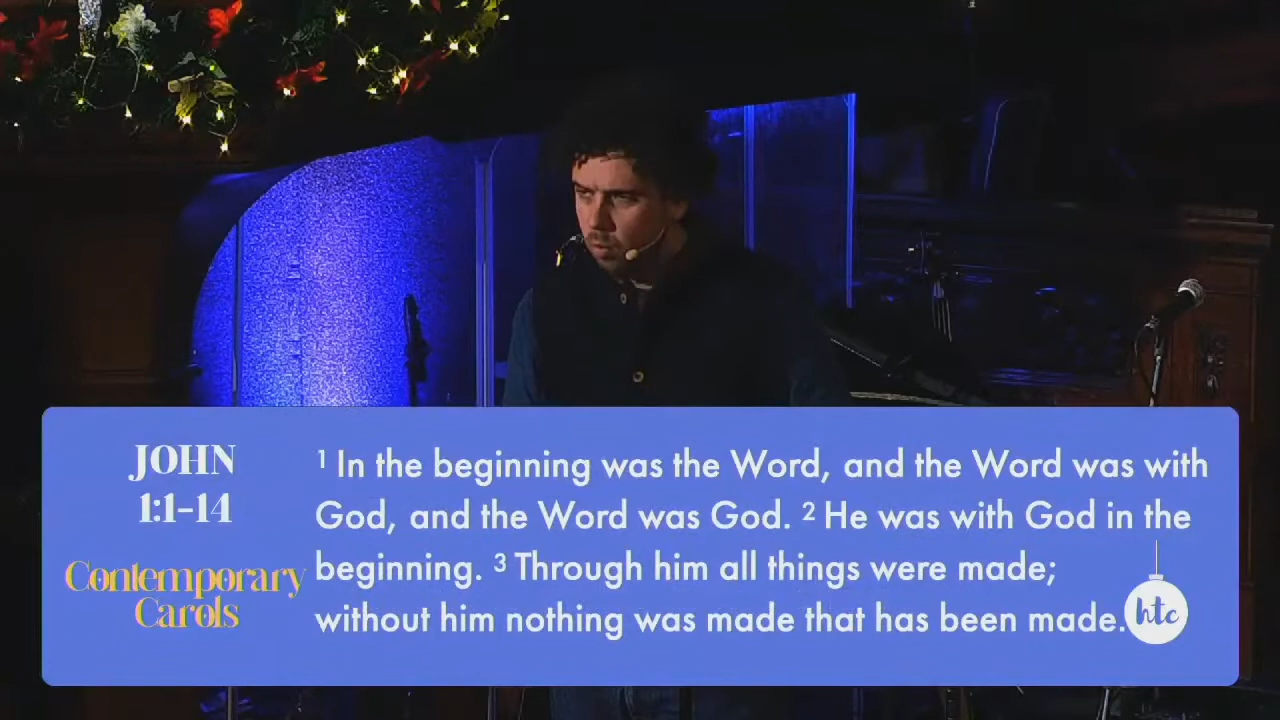 JOHN
1:1-14
Contemporary
Carols
¹ In the beginning was the Word, and the Word was with
God, and the Word was God. ² He was with God in the
beginning. ³ Through him all things were made;
without him nothing was made that has been made.
htc